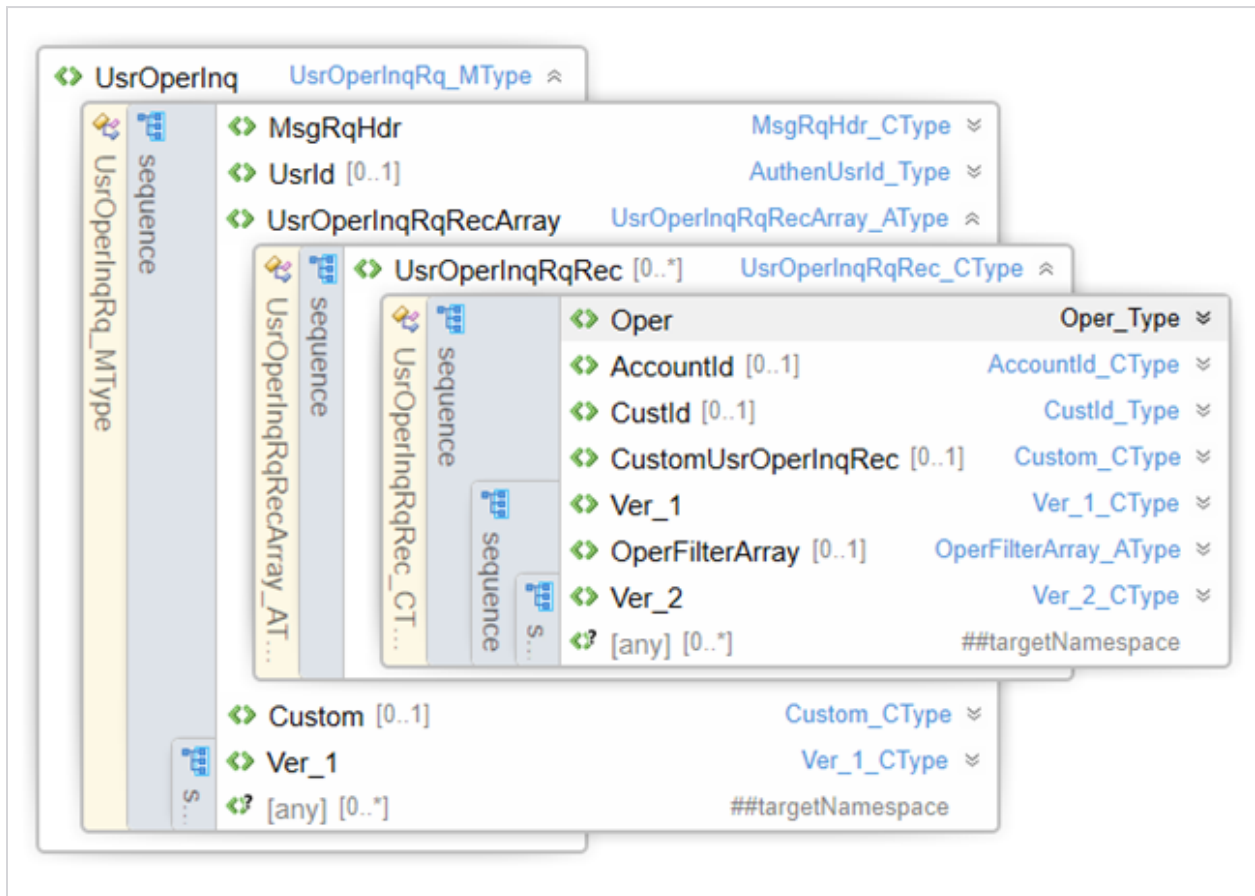 UsrOperInq UsrOperInqRq_MType
UsrOperInqRq_MType
sequence
MsgRqHdr MsgRqHdr_CType
UsrId [0..1] AuthenUsrId_Type
UsrOperInqRqRecArray UsrOperInqRqRecArray_AType
UsrOperInqRqRecArray_AT...
sequence
UsrOperInqRqRec [0..*] UsrOperInqRqRec_CType
UsrOperInqRqRec_CT...
sequence
Oper Oper_Type
AccountId [0..1] AccountId_CType
CustId [0..1] CustId_Type
CustomUsrOperInqRec [0..1] Custom_CType
sequence
Ver_1 Ver_1_CType
OperFilterArray [0..1] OperFilterArray_AType
s...
Ver_2 Ver_2_CType
[any] [0..*] ##targetNamespace
Custom [0..1] Custom_CType
s...
Ver_1 Ver_1_CType
[any] [0..*] ##targetNamespace